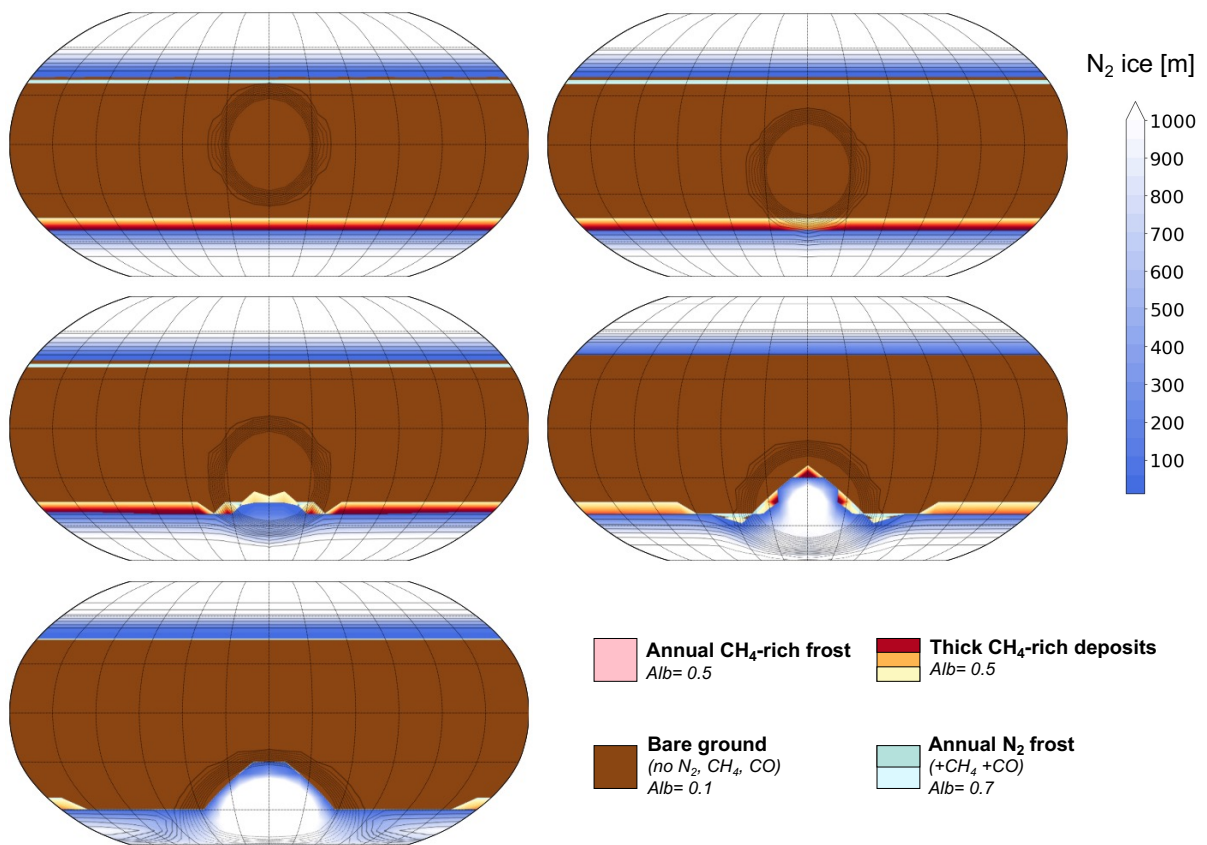 N₂ ice [m]
1000
900
800
700
600
500
400
300
200
100
Annual CH₄-rich frost
Alb= 0.5
Thick CH₄-rich deposits
Alb= 0.5
Bare ground
(no N₂, CH₄, CO)
Alb= 0.1
Annual N₂ frost
(+CH₄ +CO)
Alb= 0.7